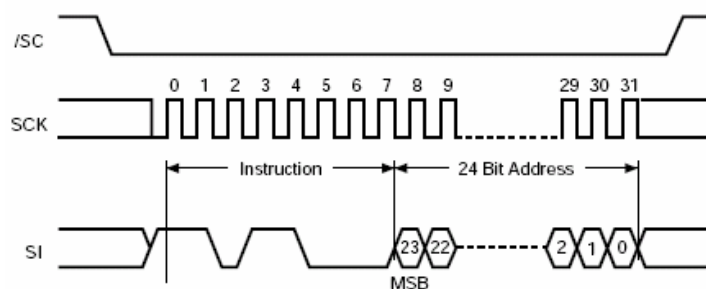 /SC
0 1 2 3 4 5 6 7 8 9 29 30 31
SCK
Instruction 24 Bit Address
SI 23 22 2 1 0
MSB